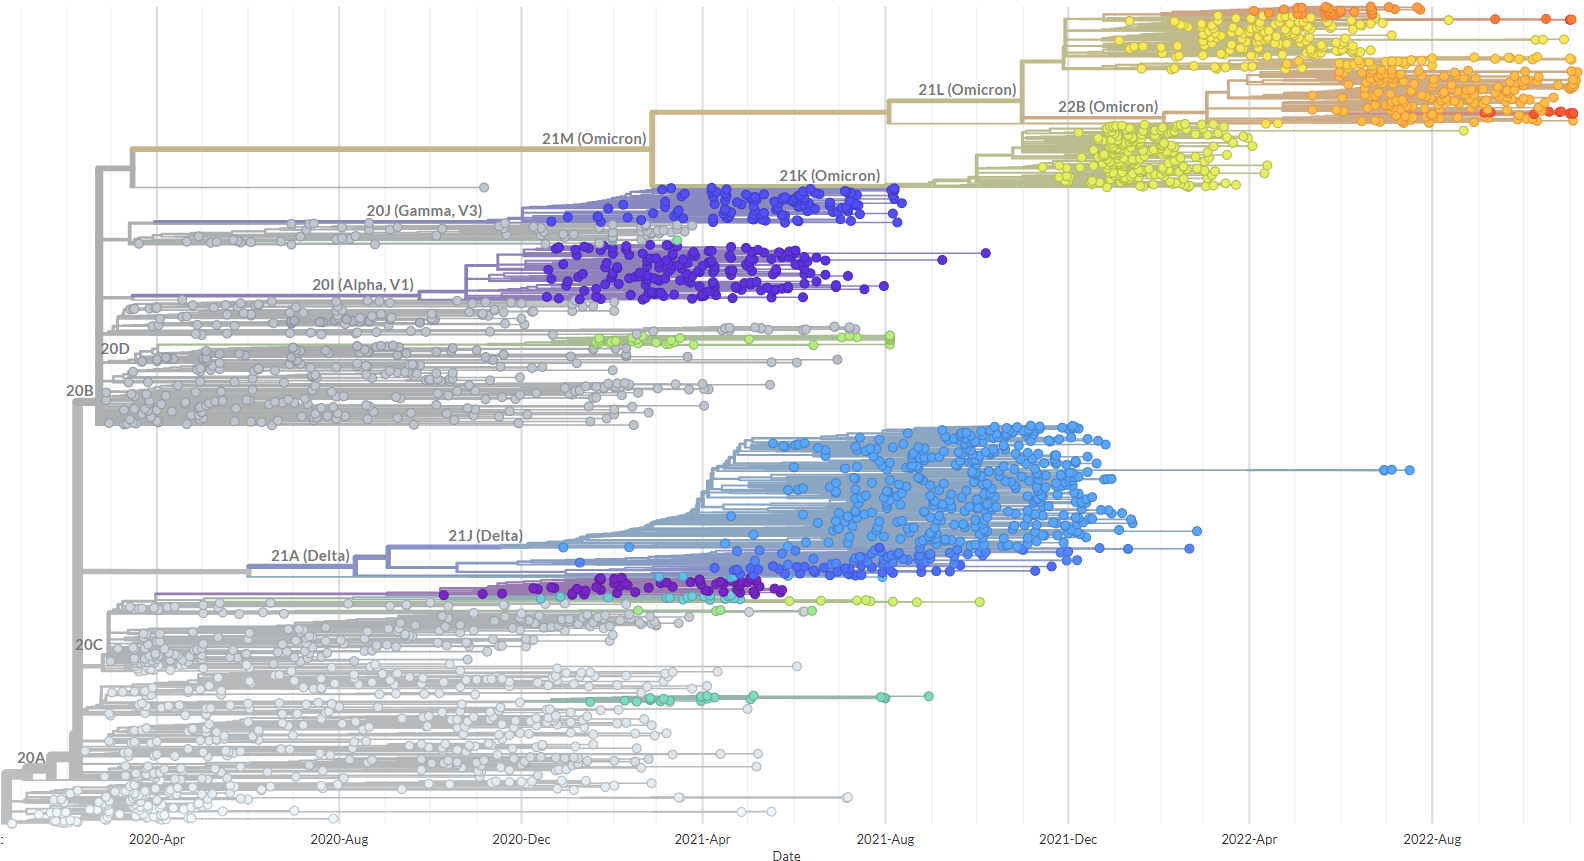 21L (Omicron)
22B (Omicron)
21M (Omicron)
21K (Omicron)
20J (Gamma, V3)
20I (Alpha, V1)
20D
20B
21J (Delta)
21A (Delta)
20C
20A
2020-Apr 2020-Aug 2020-Dec 2021-Apr 2021-Aug 2021-Dec 2022-Apr 2022-Aug
Date